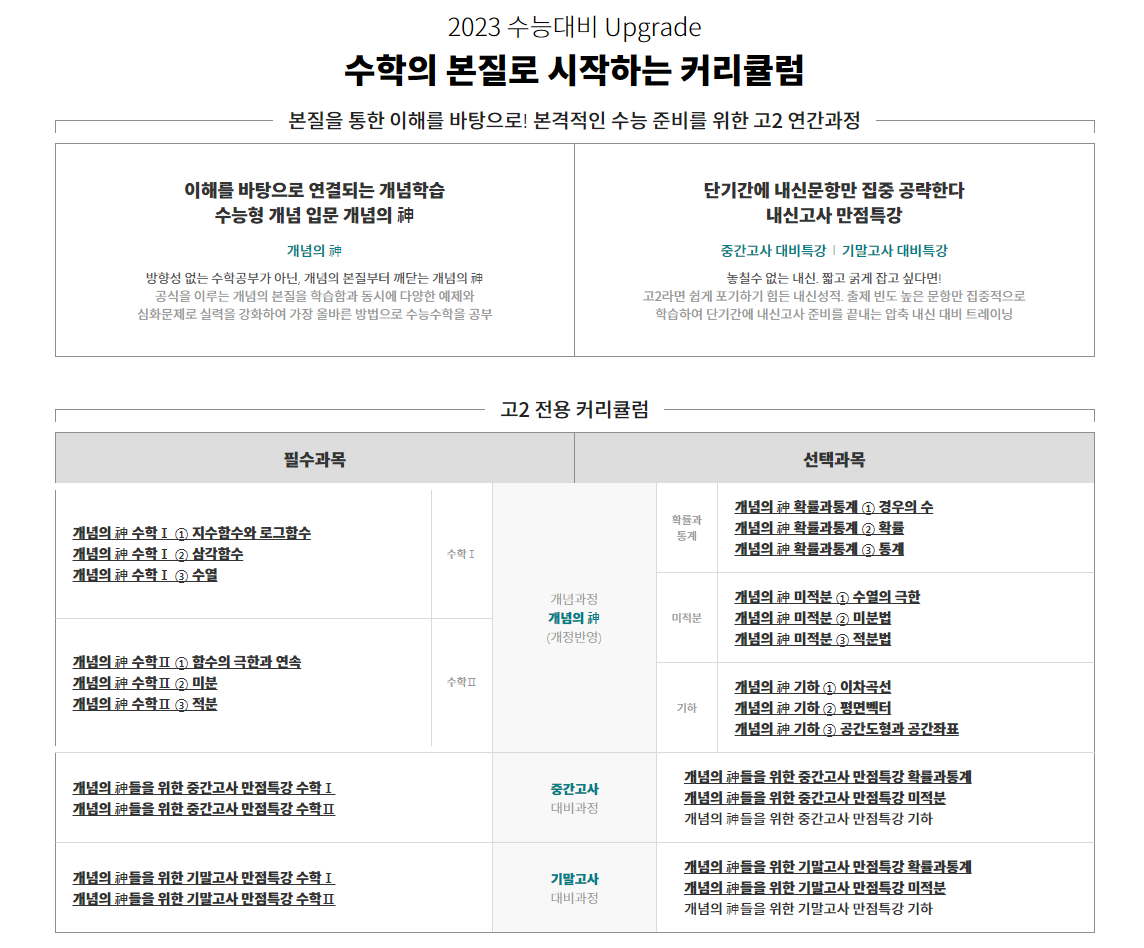 2023 수능대비 Upgrade
수학의 본질로 시작하는 커리큘럼
본질을 통한 이해를 바탕으로! 본격적인 수능 준비를 위한 고2 연간과정
이해를 바탕으로 연결되는 개념학습
수능형 개념 입문 개념의 神
개념의 神
방향성 없는 수학공부가 아닌, 개념의 본질부터 깨닫는 개념의 神
공식을 이루는 개념의 본질을 학습함과 동시에 다양한 예제와
심화문제로 실력을 강화하여 가장 올바른 방법으로 수능수학을 공부
단기간에 내신문항만 집중 공략한다
내신고사 만점특강
중간고사 대비특강 | 기말고사 대비특강
놓칠수 없는 내신. 짧고 굵게 잡고 싶다면!
고2라면 쉽게 포기하기 힘든 내신성적. 출제 빈도 높은 문항만 집중적으로
학습하여 단기간에 내신고사 준비를 끝내는 압축 내신 대비 트레이닝
고2 전용 커리큘럼
필수과목
선택과목
개념의 神 수학Ⅰ ① 지수함수와 로그함수
개념의 神 수학Ⅰ ② 삼각함수
개념의 神 수학Ⅰ ③ 수열
수학Ⅰ
개념의 神 수학Ⅱ ① 함수의 극한과 연속
개념의 神 수학Ⅱ ② 미분
개념의 神 수학Ⅱ ③ 적분
수학Ⅱ
개념과정
개념의 神
(개정반영)
확률과
통계
개념의 神 확률과통계 ① 경우의 수
개념의 神 확률과통계 ② 확률
개념의 神 확률과통계 ③ 통계
미적분
개념의 神 미적분 ① 수열의 극한
개념의 神 미적분 ② 미분법
개념의 神 미적분 ③ 적분법
기하
개념의 神 기하 ① 이차곡선
개념의 神 기하 ② 평면벡터
개념의 神 기하 ③ 공간도형과 공간좌표
개념의 神들을 위한 중간고사 만점특강 수학Ⅰ
개념의 神들을 위한 중간고사 만점특강 수학Ⅱ
중간고사
대비과정
개념의 神들을 위한 중간고사 만점특강 확률과통계
개념의 神들을 위한 중간고사 만점특강 미적분
개념의 神들을 위한 중간고사 만점특강 기하
개념의 神들을 위한 기말고사 만점특강 수학Ⅰ
개념의 神들을 위한 기말고사 만점특강 수학Ⅱ
기말고사
대비과정
개념의 神들을 위한 기말고사 만점특강 확률과통계
개념의 神들을 위한 기말고사 만점특강 미적분
개념의 神들을 위한 기말고사 만점특강 기하